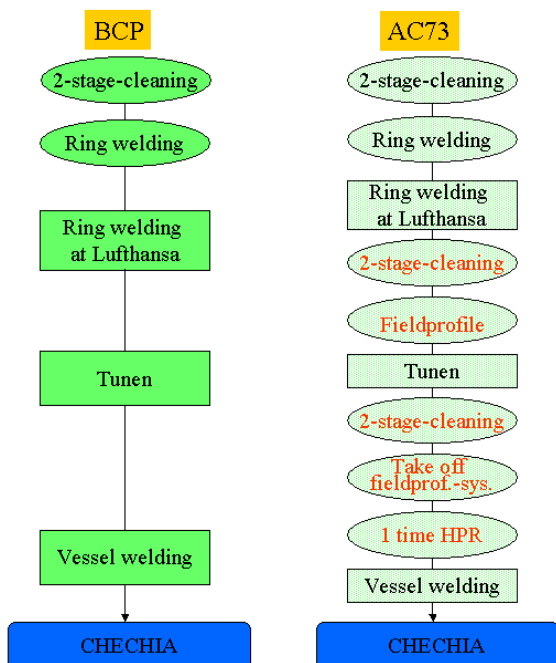 BCP
2-stage-cleaning
Ring welding
Ring welding
at Lufthansa
Tunen
Vessel welding
CHECHIA
AC73
2-stage-cleaning
Ring welding
Ring welding
at Lufthansa
2-stage-cleaning
Fieldprofile
Tunen
2-stage-cleaning
Take off
fieldprof.-sys.
1 time HPR
Vessel welding
CHECHIA